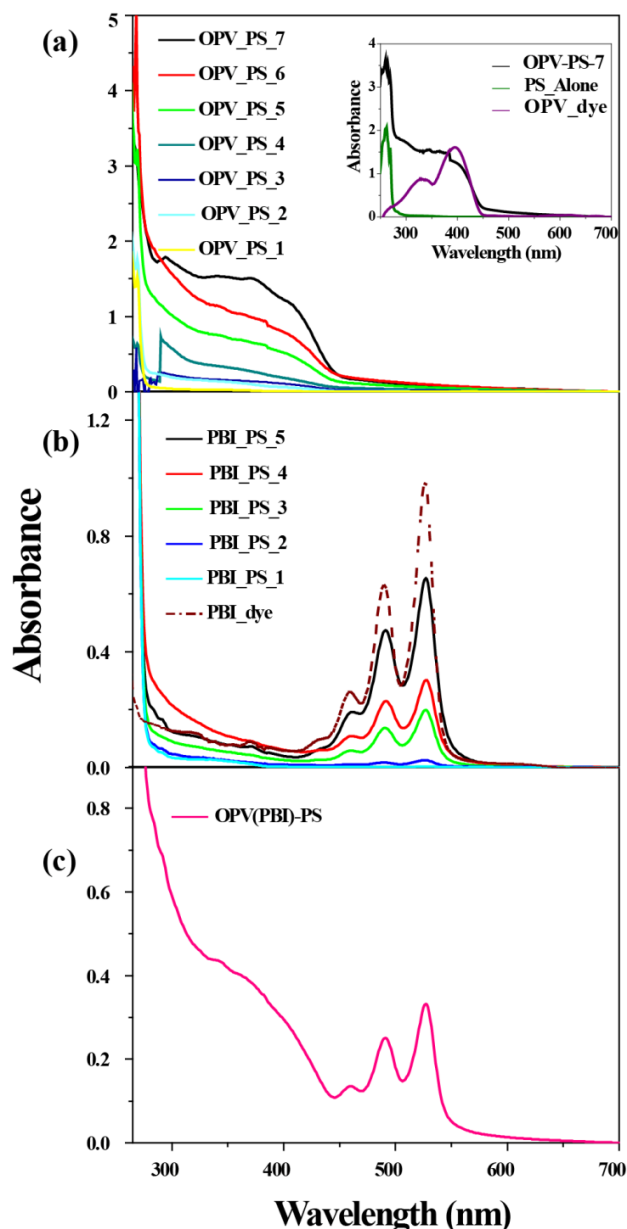 (a)
OPV_PS_7
OPV_PS_6
OPV_PS_5
OPV_PS_4
OPV_PS_3
OPV_PS_2
OPV_PS_1
5
4
3
2
1
0
4
3
2
1
0
Absorbance
OPV-PS-7
PS_Alone
OPV_dye
300 400 500 600 700
Wavelength (nm)
(b)
PBI_PS_5
PBI_PS_4
PBI_PS_3
PBI_PS_2
PBI_PS_1
PBI_dye
1.2
0.8
0.4
0.0
Absorbance
(c)
OPV(PBI)-PS
0.8
0.6
0.4
0.2
0.0
300 400 500 600 700
Wavelength (nm)